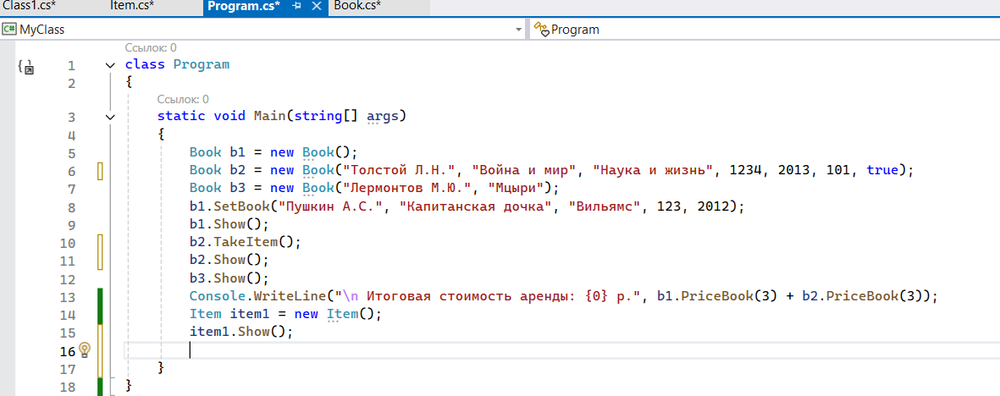 Class1.cs* Item.cs* Program.cs* Book.cs*
C# MyClass Program
Ссылок: 0
1 class Program
2 {
Ссылок: 0
3 static void Main(string[] args)
4 {
5 Book b1 = new Book();
6 Book b2 = new Book("Толстой Л.Н.", "Война и мир", "Наука и жизнь", 1234, 2013, 101, true);
7 Book b3 = new Book("Лермонтов М.Ю.", "Мцыри");
8 b1.SetBook("Пушкин А.С.", "Капитанская дочка", "Вильямс", 123, 2012);
9 b1.Show();
10 b2.TakeItem();
11 b2.Show();
12 b3.Show();
13 Console.WriteLine("\n Итоговая стоимость аренды: {0} р.", b1.PriceBook(3) + b2.PriceBook(3));
14 Item item1 = new Item();
15 item1.Show();
16
17 }
18 }